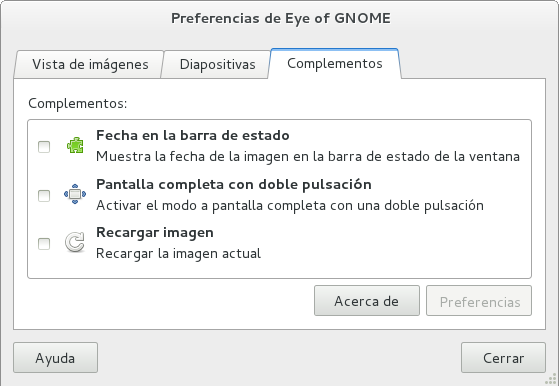 Preferencias de Eye of GNOME
Vista de imágenes
Diapositivas
Complementos
Complementos:
Fecha en la barra de estado
Muestra la fecha de la imagen en la barra de estado de la ventana
Pantalla completa con doble pulsación
Activar el modo a pantalla completa con una doble pulsación
Recargar imagen
Recargar la imagen actual
Acerca de
Preferencias
Ayuda
Cerrar